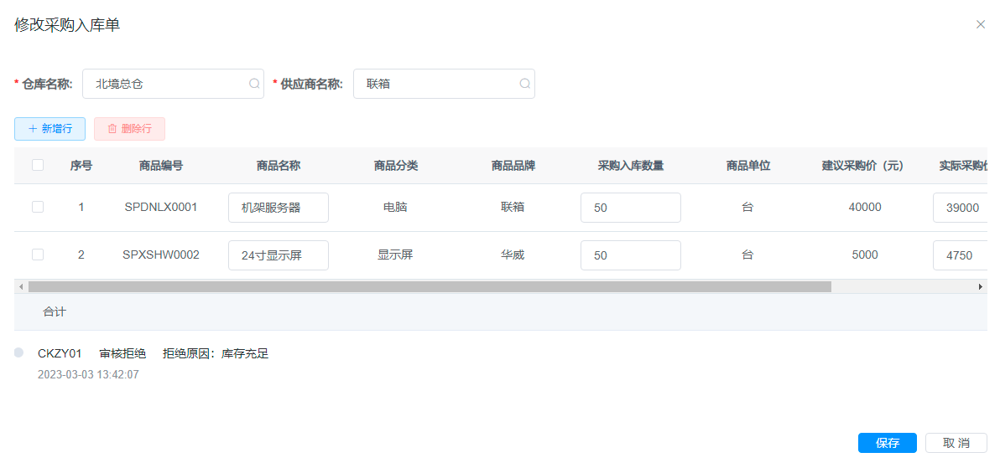 修改采购入库单
* 仓库名称: 北境总仓 * 供应商名称: 联箱
新增行 删除行
序号 商品编号 商品名称 商品分类 商品品牌 采购入库数量 商品单位 建议采购价（元） 实际采购
1 SPDNLX0001 机架服务器 电脑 联箱 50 台 40000 39000
2 SPXSHW0002 24寸显示屏 显示屏 华威 50 台 5000 4750
合计
CKZY01 审核拒绝 拒绝原因：库存充足
2023-03-03 13:42:07
保存 取 消